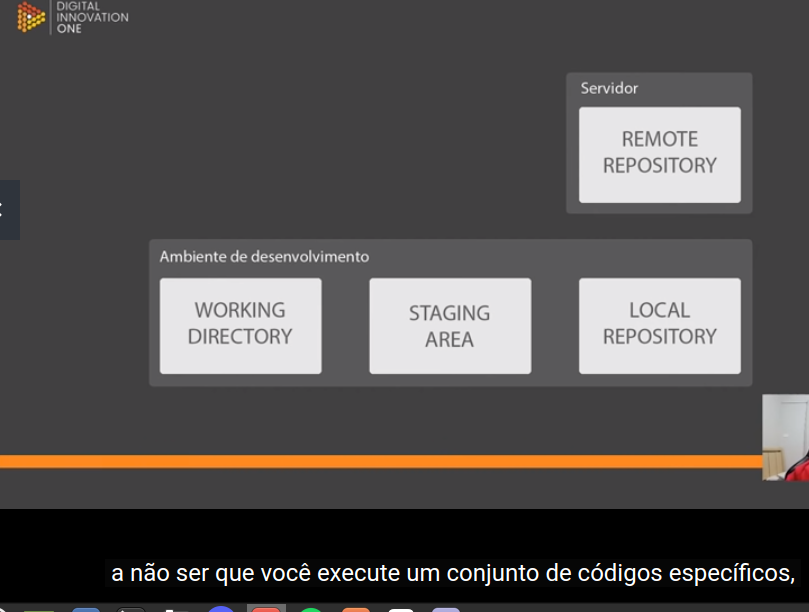 DIGITAL
INNOVATION
ONE
Servidor
REMOTE
REPOSITORY
Ambiente de desenvolvimento
WORKING
DIRECTORY
STAGING
AREA
LOCAL
REPOSITORY
a não ser que você execute um conjunto de códigos específicos,